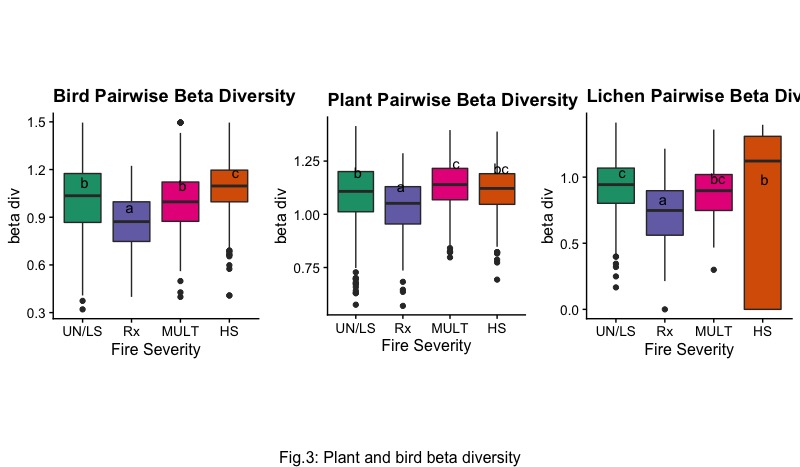 Bird Pairwise Beta Diversity
beta div
1.5
1.2
0.9
0.6
0.3
b
a
b
c
UN/LS Rx MULT HS
Fire Severity
Plant Pairwise Beta Diversity
beta div
1.25
1.00
0.75
b
a
c
bc
UN/LS Rx MULT HS
Fire Severity
Lichen Pairwise Beta Div
beta div
1.0
0.5
0.0
c
a
bc
b
UN/LS Rx MULT HS
Fire Severity
Fig.3: Plant and bird beta diversity